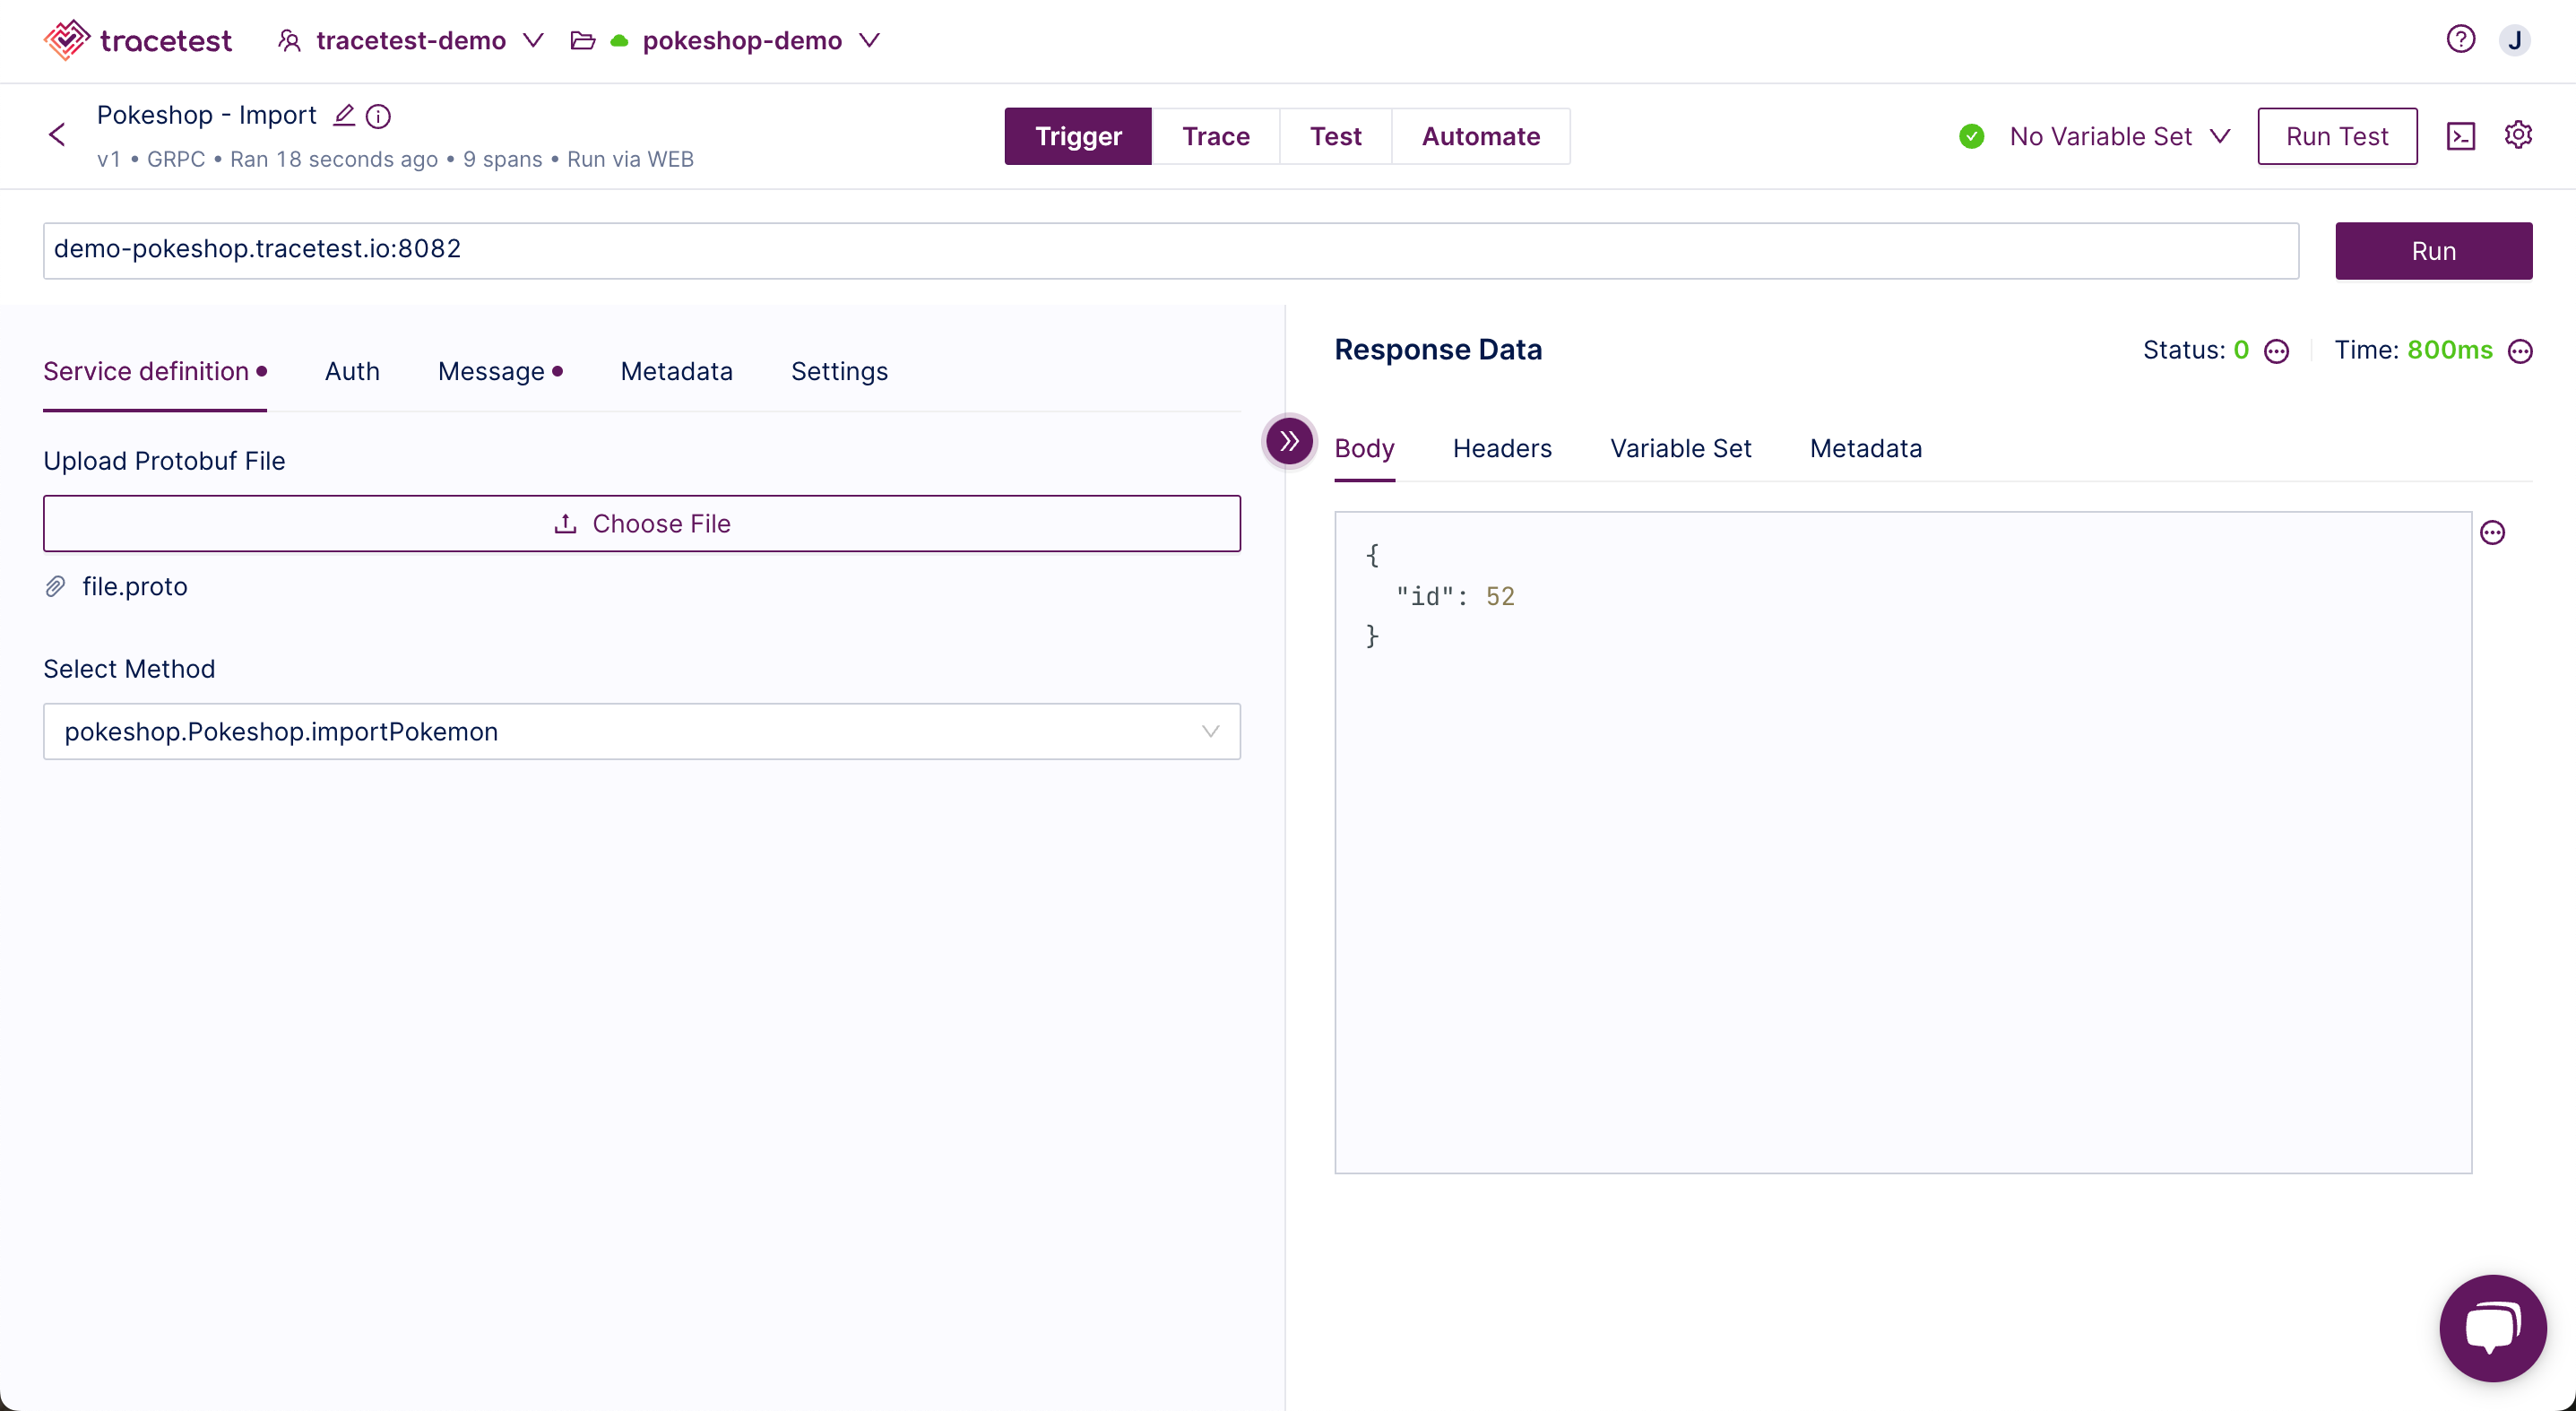 tracetest tracetest-demo pokeshop-demo J
Pokeshop - Import
v1 • GRPC • Ran 18 seconds ago • 9 spans • Run via WEB
Trigger Trace Test Automate
No Variable Set Run Test
demo-pokeshop.tracetest.io:8082 Run
Service definition • Auth Message • Metadata Settings
Upload Protobuf File
Choose File
file.proto
Select Method
pokeshop.Pokeshop.importPokemon
Response Data Status: 0 Time: 800ms
Body Headers Variable Set Metadata
{
"id": 52
}